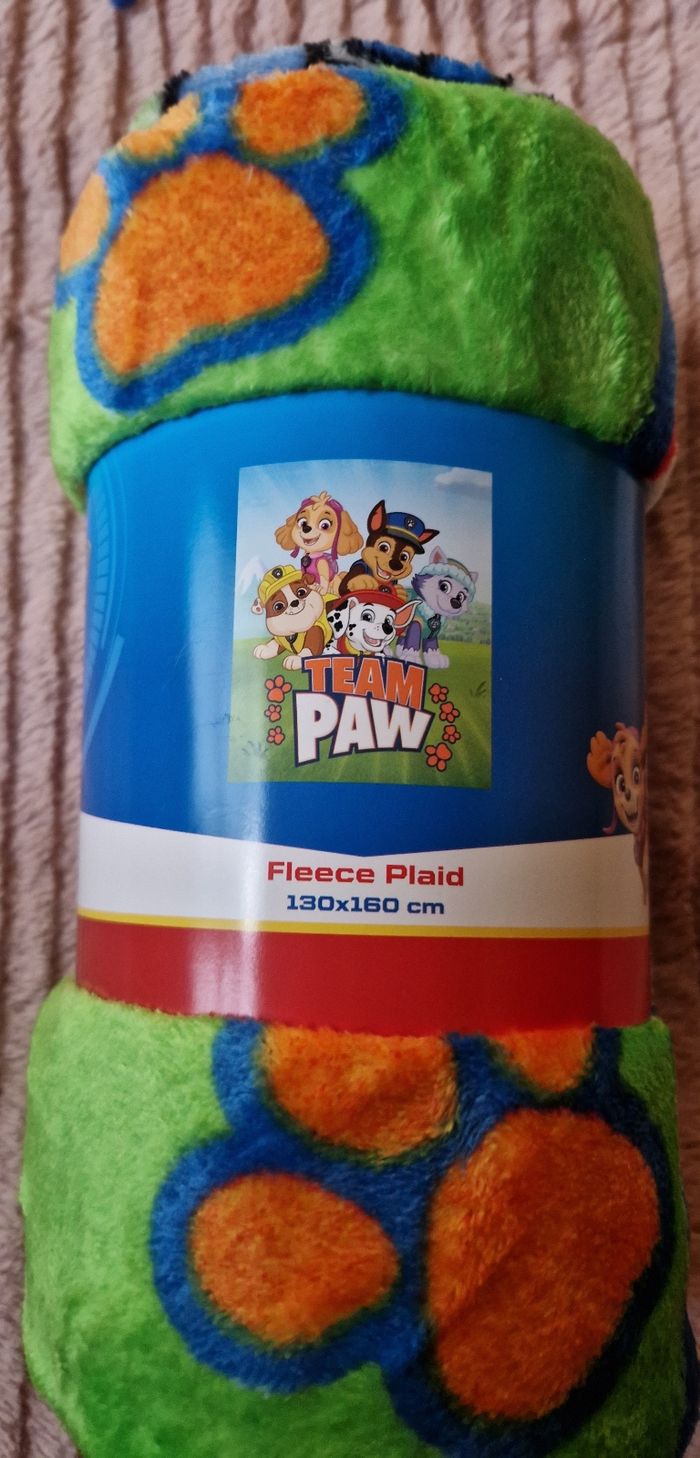 TEAM
PAW
Fleece Plaid
130x160 cm